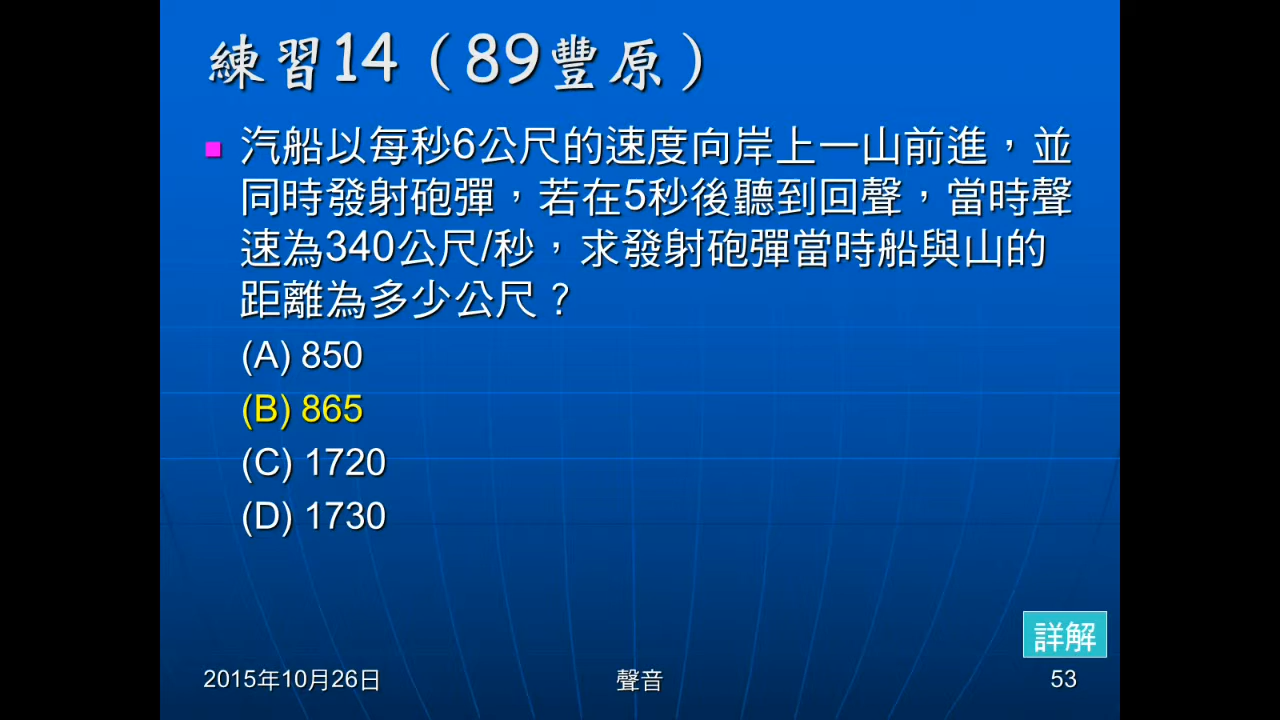 練習14（89豐原）
汽船以每秒6公尺的速度向岸上一山前進，並
同時發射砲彈，若在5秒後聽到回聲，當時聲
速為340公尺/秒，求發射砲彈當時船與山的
距離為多少公尺？
(A) 850
(B) 865
(C) 1720
(D) 1730
詳解
2015年10月26日
聲音
53